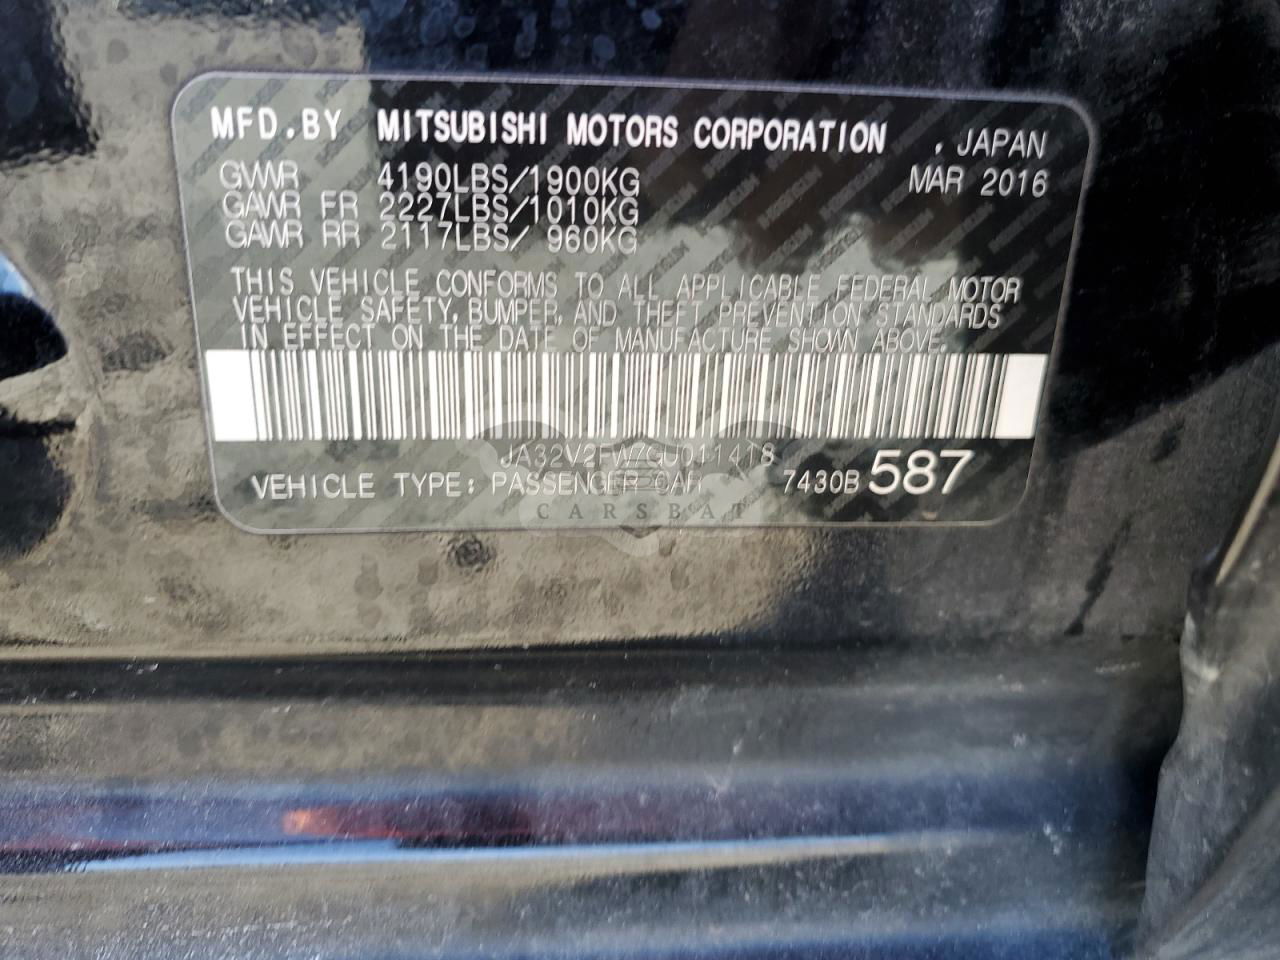 MFD.BY MITSUBISHI MOTORS CORPORATION , JAPAN
GVWR 4190LBS/1900KG MAR 2016
GAWR FR 2227LBS/1010KG
GAWR RR 2117LBS/ 960KG
THIS VEHICLE CONFORMS TO ALL APPLICABLE FEDERAL MOTOR
VEHICLE SAFETY, BUMPER, AND THEFT PREVENTION STANDARDS
IN EFFECT ON THE DATE OF MANUFACTURE SHOWN ABOVE.
JA32V2FW7GU011418
VEHICLE TYPE: PASSENGER CAR 7430B 587
CARSBAT